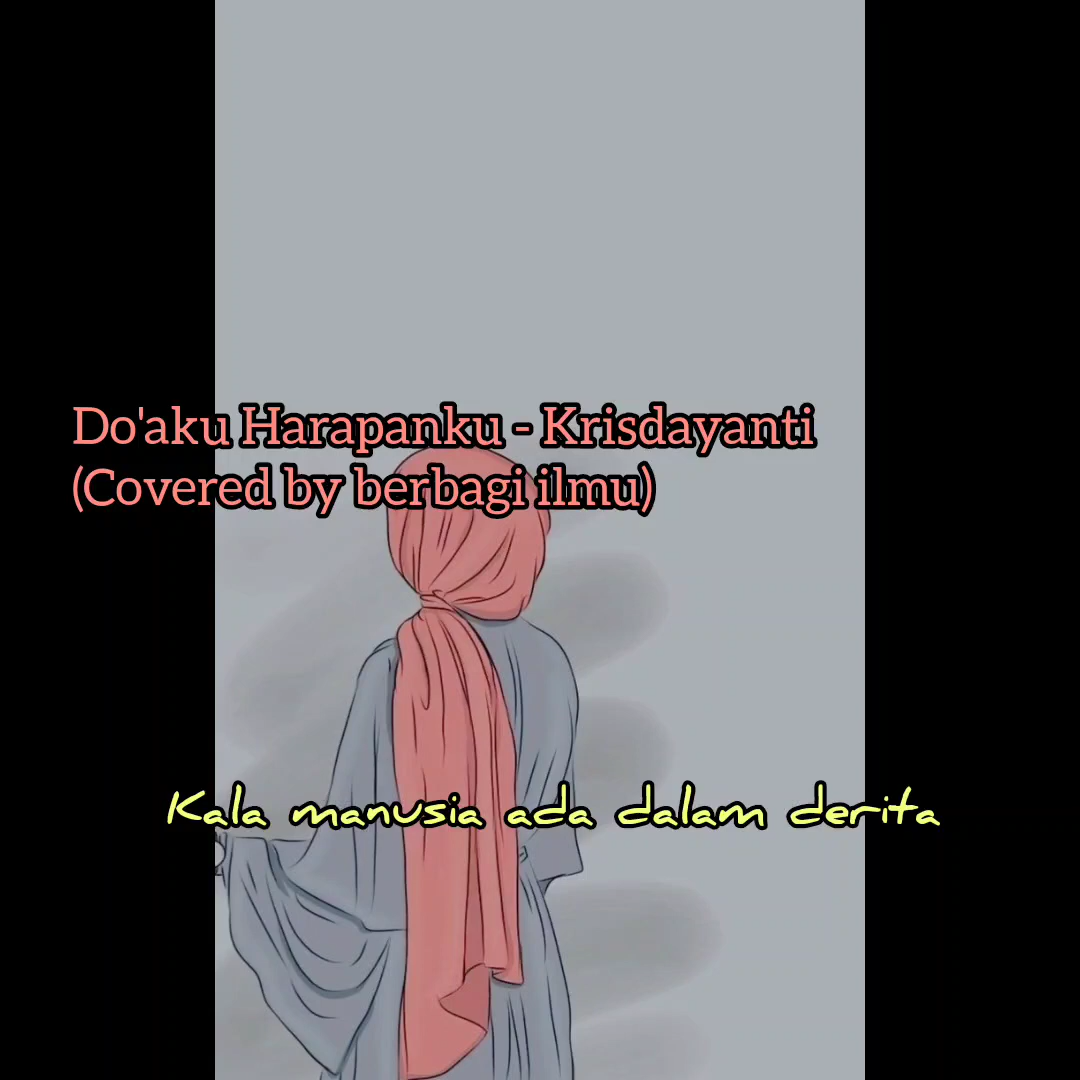 Do'aku Harapanku - Krisdayanti
(Covered by berbagi ilmu)
Kala manusia ada dalam derita